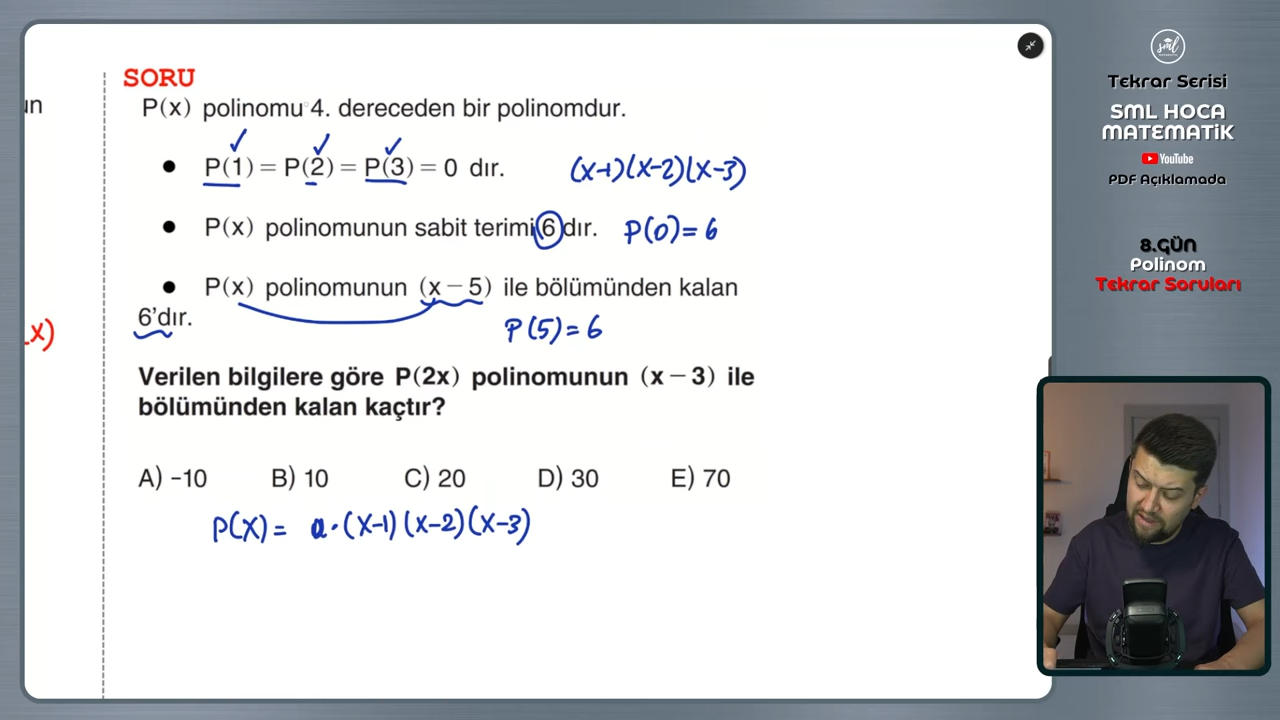 SORU
ın
P(x) polinomu 4. dereceden bir polinomdur.
● P(1) = P(2) = P(3) = 0 dır. (x-1)(x-2)(x-3)
● P(x) polinomunun sabit terimi 6 dır. P(0)=6
● P(x) polinomunun (x – 5) ile bölümünden kalan
6'dır.
P(5)=6
x)
Verilen bilgilere göre P(2x) polinomunun (x – 3) ile
bölümünden kalan kaçtır?
A) –10 B) 10 C) 20 D) 30 E) 70
P(x)= a·(x-1)(x-2)(x-3)
sml
Tekrar Serisi
SML HOCA
MATEMATİK
YouTube
PDF Açıklamada
8.GÜN
Polinom
Tekrar Soruları